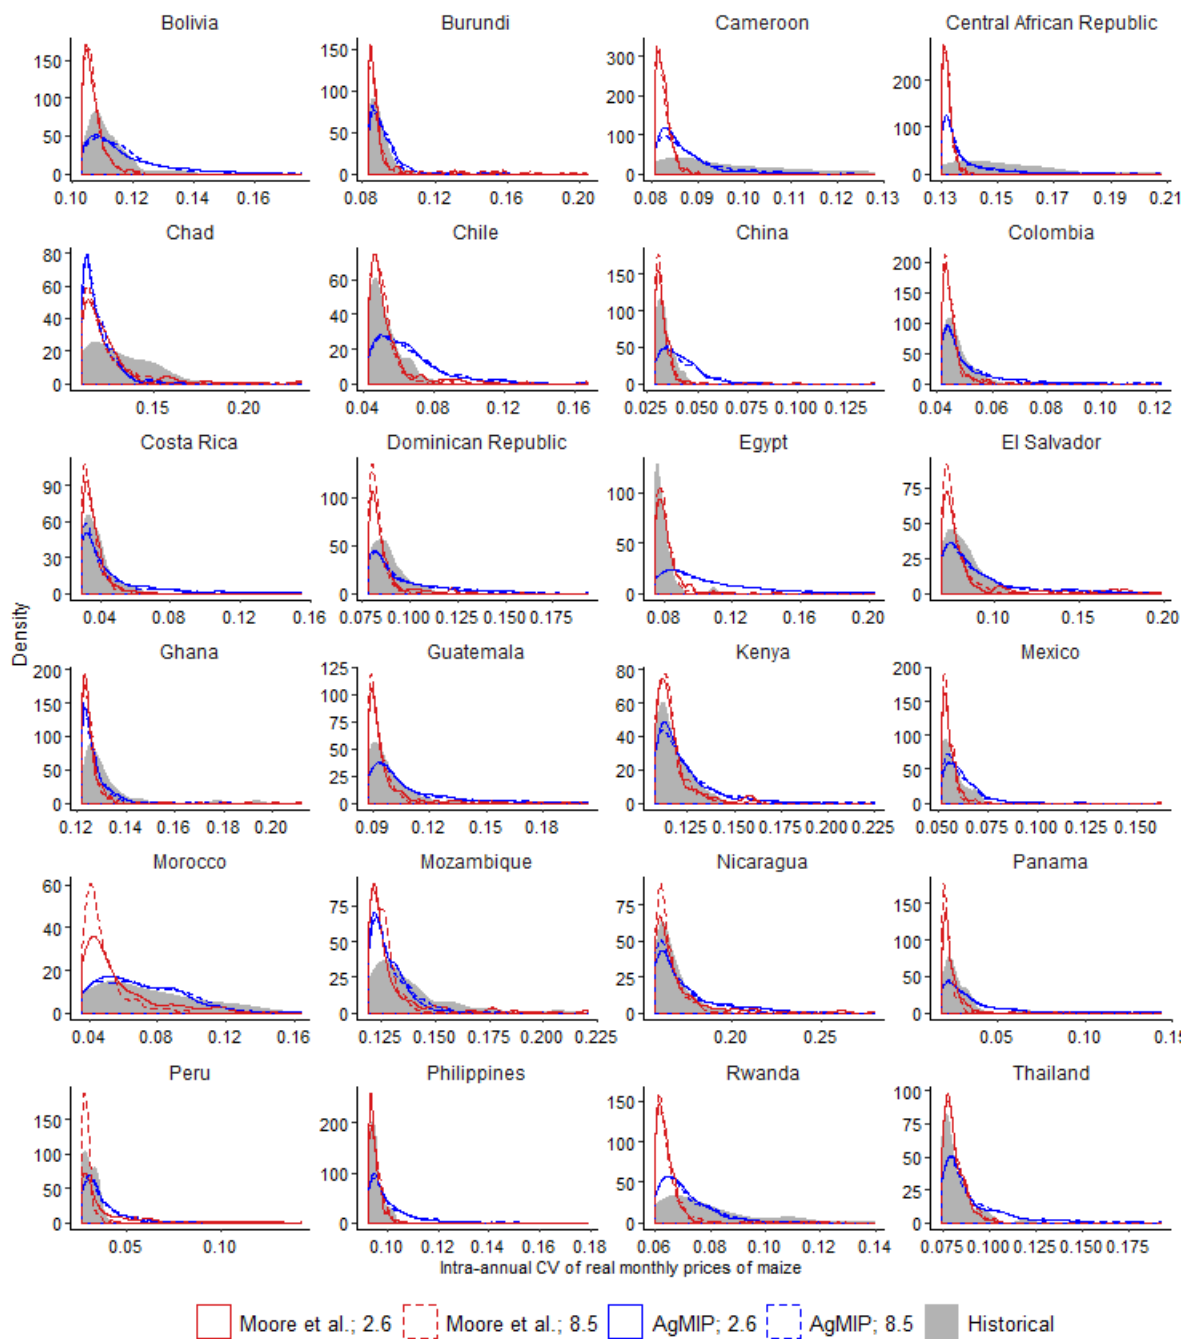 Bolivia Burundi Cameroon Central African Republic
150 100 50 0
150 100 50 0
300 200 100 0
200 100 0
0.10 0.12 0.14 0.16
0.08 0.12 0.16 0.20
0.08 0.09 0.10 0.11 0.12 0.13
0.13 0.15 0.17 0.19 0.21
Chad Chile China Colombia
80 60 40 20 0
60 40 20 0
150 100 50 0
200 150 100 50 0
0.15 0.20
0.04 0.08 0.12 0.16
0.025 0.050 0.075 0.100 0.125
0.04 0.06 0.08 0.10 0.12
Costa Rica Dominican Republic Egypt El Salvador
90 60 30 0
100 50 0
100 50 0
75 50 25 0
0.04 0.08 0.12 0.16
0.075 0.100 0.125 0.150 0.175
0.08 0.12 0.16 0.20
0.10 0.15 0.20
Density
Ghana Guatemala Kenya Mexico
200 150 100 50 0
125 100 75 50 25 0
80 60 40 20 0
200 150 100 50 0
0.12 0.14 0.16 0.18 0.20
0.09 0.12 0.15 0.18
0.125 0.150 0.175 0.200 0.225
0.050 0.075 0.100 0.125 0.150
Morocco Mozambique Nicaragua Panama
60 40 20 0
75 50 25 0
75 50 25 0
150 100 50 0
0.04 0.08 0.12 0.16
0.125 0.150 0.175 0.200 0.225
0.20 0.25
0.05 0.10 0.15
Peru Philippines Rwanda Thailand
150 100 50 0
200 100 0
150 100 50 0
100 75 50 25 0
0.05 0.10
0.10 0.12 0.14 0.16 0.18
0.06 0.08 0.10 0.12 0.14
0.075 0.100 0.125 0.150 0.175
Intra-annual CV of real monthly prices of maize
Moore et al.; 2.6 Moore et al.; 8.5 AgMIP; 2.6 AgMIP; 8.5 Historical